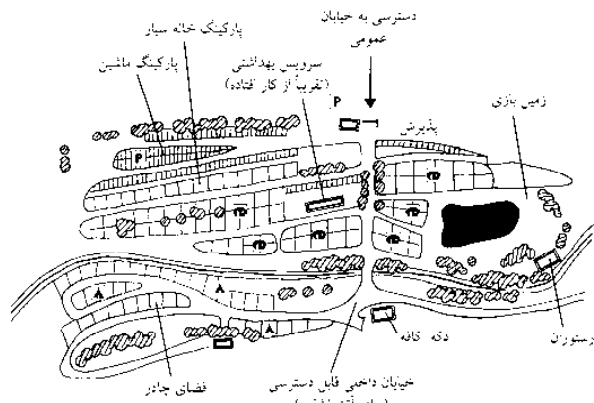 دسترسی به خیابان
عمومی
پارکینگ خانه سیار
سرویس بهداشتی
(تقریباً از کار افتاده)
پارکینگ ماشین
زمین بازی
P
پذیرش
P
A
A
A
رستوران
دکه کافه
فضای چادر
خیابان داخلی قابل دسترسی